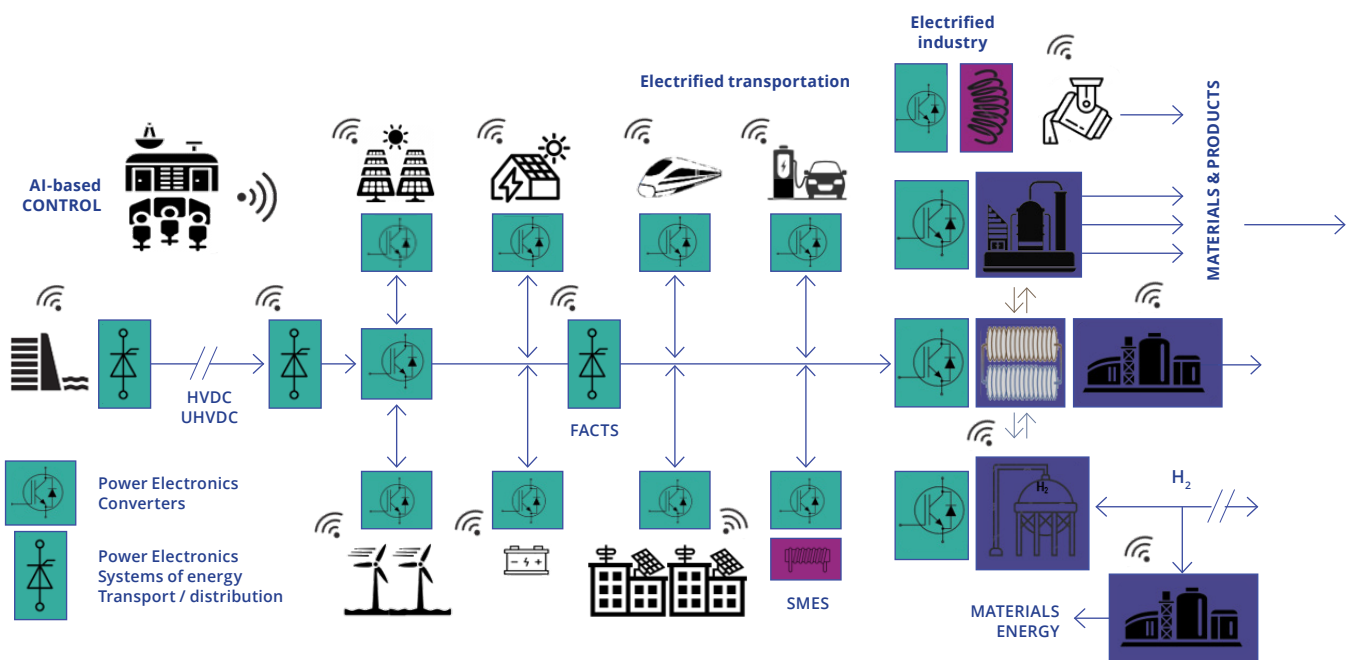 Electrified
industry
Electrified transportation
AI-based
CONTROL
MATERIALS & PRODUCTS
HVDC
UHVDC
FACTS
Power Electronics
Converters
Power Electronics
Systems of energy
Transport / distribution
SMES
H₂
H₂
MATERIALS
ENERGY